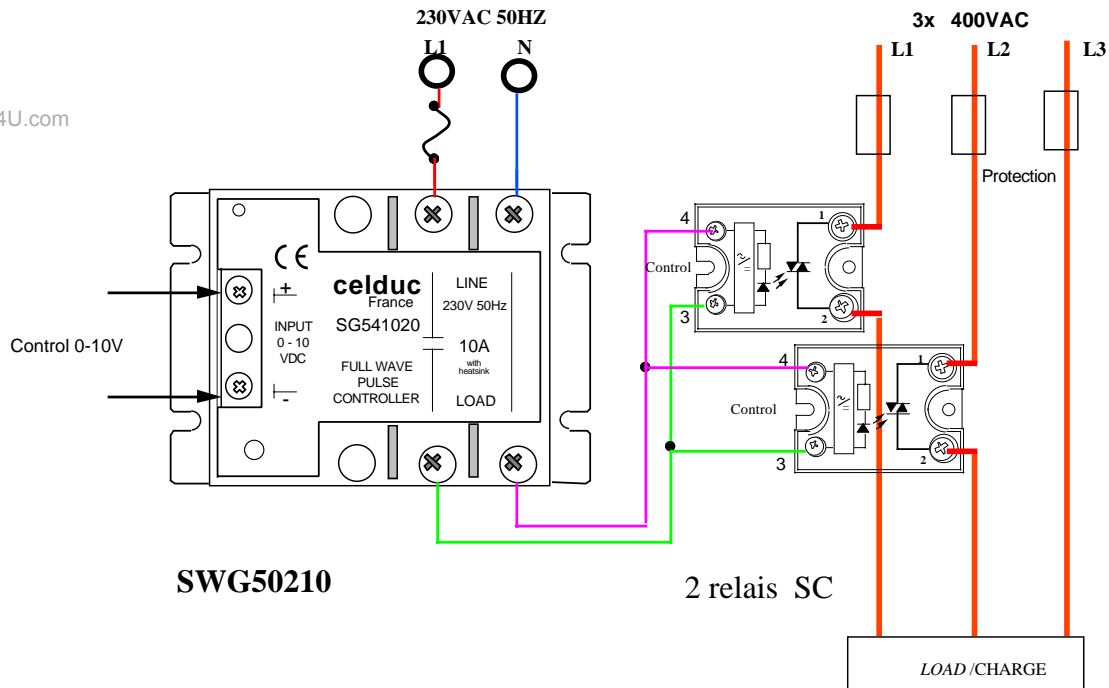 230VAC 50HZ
L1
N
3x 400VAC
L1
L2
L3
4U.com
Protection
4
1
Control
~/=
3
2
4
1
Control
~/=
3
2
CE
+
INPUT
0 - 10
VDC
-
celduc
France
SG541020
FULL WAVE
PULSE
CONTROLLER
LINE
230V 50Hz
10A
with
heatsink
LOAD
Control 0-10V
SWG50210
2 relais SC
LOAD /CHARGE